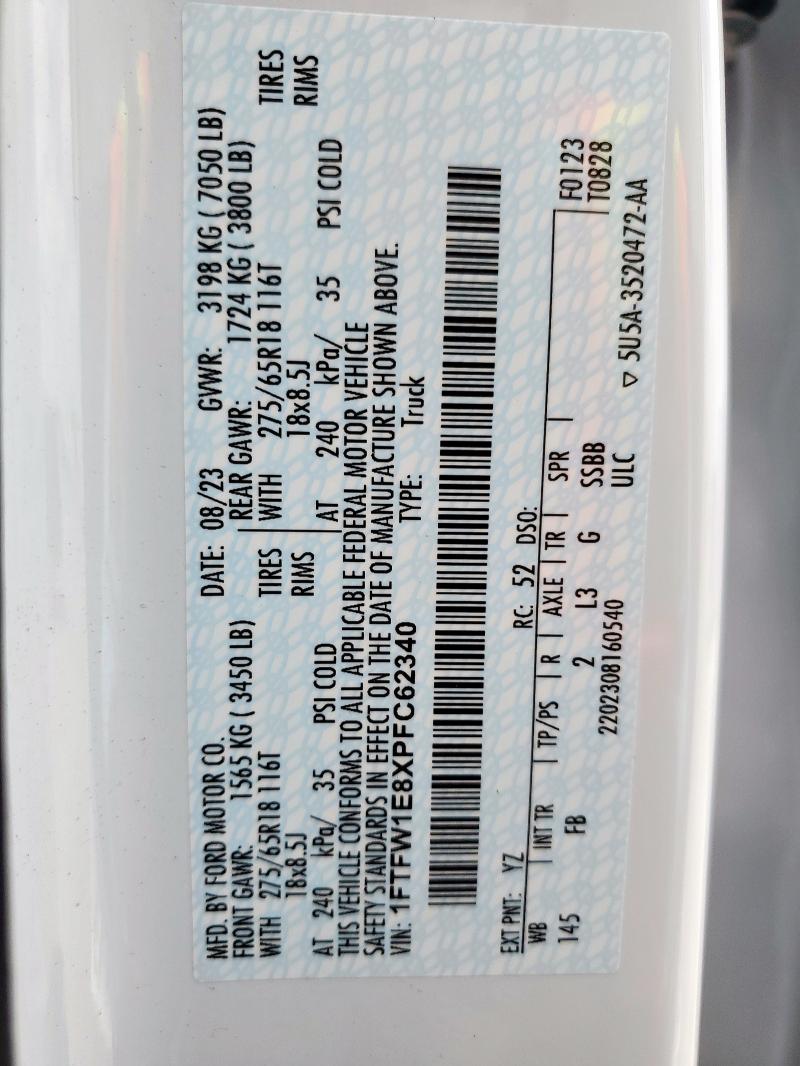 MFD. BY FORD MOTOR CO. DATE: 08/23 GVWR: 3198 KG ( 7050 LB)
FRONT GAWR: 1565 KG ( 3450 LB) REAR GAWR: 1724 KG ( 3800 LB)
WITH 275/65R18 116T TIRES WITH 275/65R18 116T TIRES
18x8.5J RIMS 18x8.5J RIMS
AT 240 kPa/ 35 PSI COLD AT 240 kPa/ 35 PSI COLD
THIS VEHICLE CONFORMS TO ALL APPLICABLE FEDERAL MOTOR VEHICLE
SAFETY STANDARDS IN EFFECT ON THE DATE OF MANUFACTURE SHOWN ABOVE.
VIN: 1FTFW1E8XPFC62340 TYPE: Truck
EXT PNT: YZ RC: 52 DSO:
WB INT TR TP/PS R AXLE TR SPR F0123
145 FB 2 L3 G SSBB T0828
2202308160540 ULC ▽ 5U5A-3520472-AA